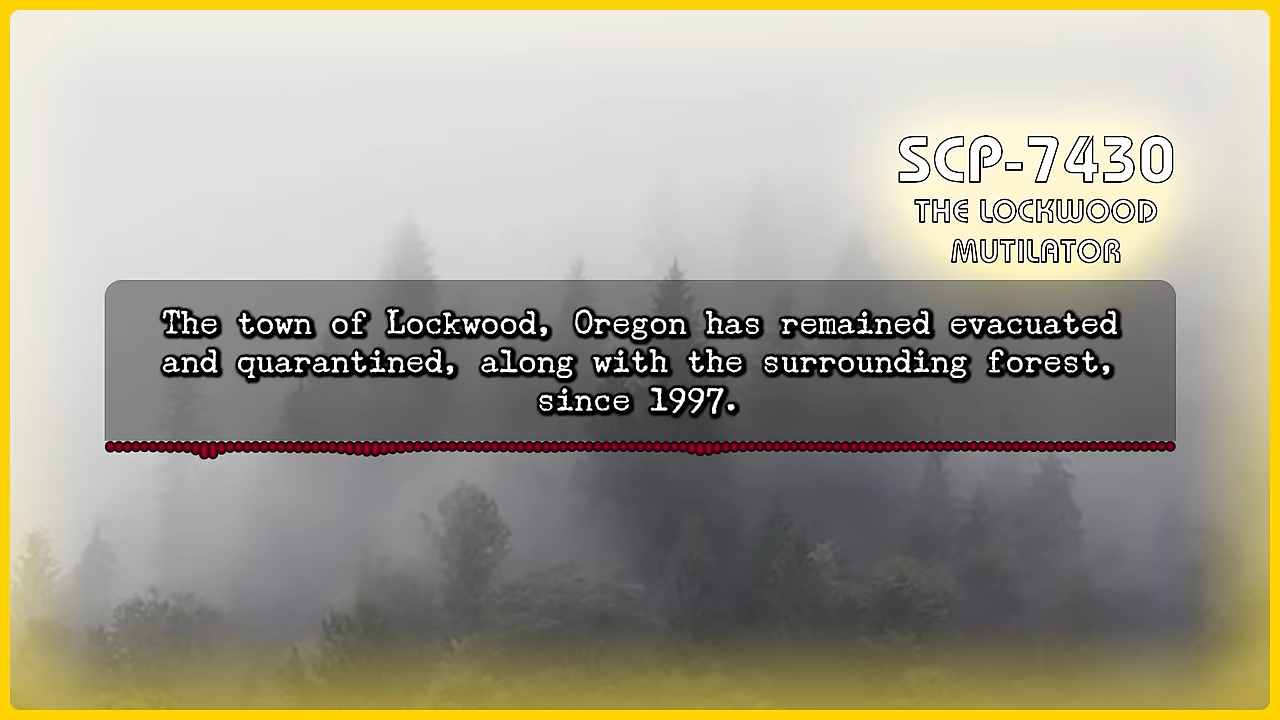 SCP-7430
THE LOCKWOOD
MUTILATOR
The town of Lockwood, Oregon has remained evacuated
and quarantined, along with the surrounding forest,
since 1997.